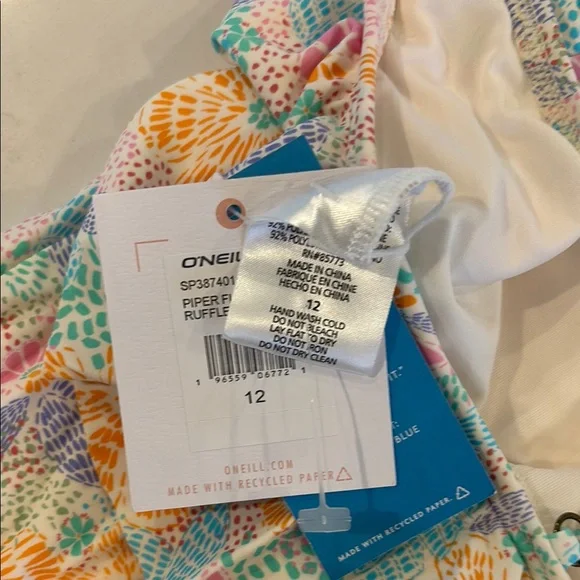 O'NEILL
SP387401
PIPER
RUFFLE
1 96559 06772 1
12
ONEILL.COM
MADE WITH RECYCLED PAPER
92% POLY
RN#85773
MADE IN CHINA
FABRIQUE EN CHINE
HECHO EN CHINA
12
HAND WASH COLD
DO NOT BLEACH
LAY FLAT TO DRY
DO NOT IRON
DO NOT DRY CLEAN
IT."
BLUE
MADE WITH RECYCLED PAPER.